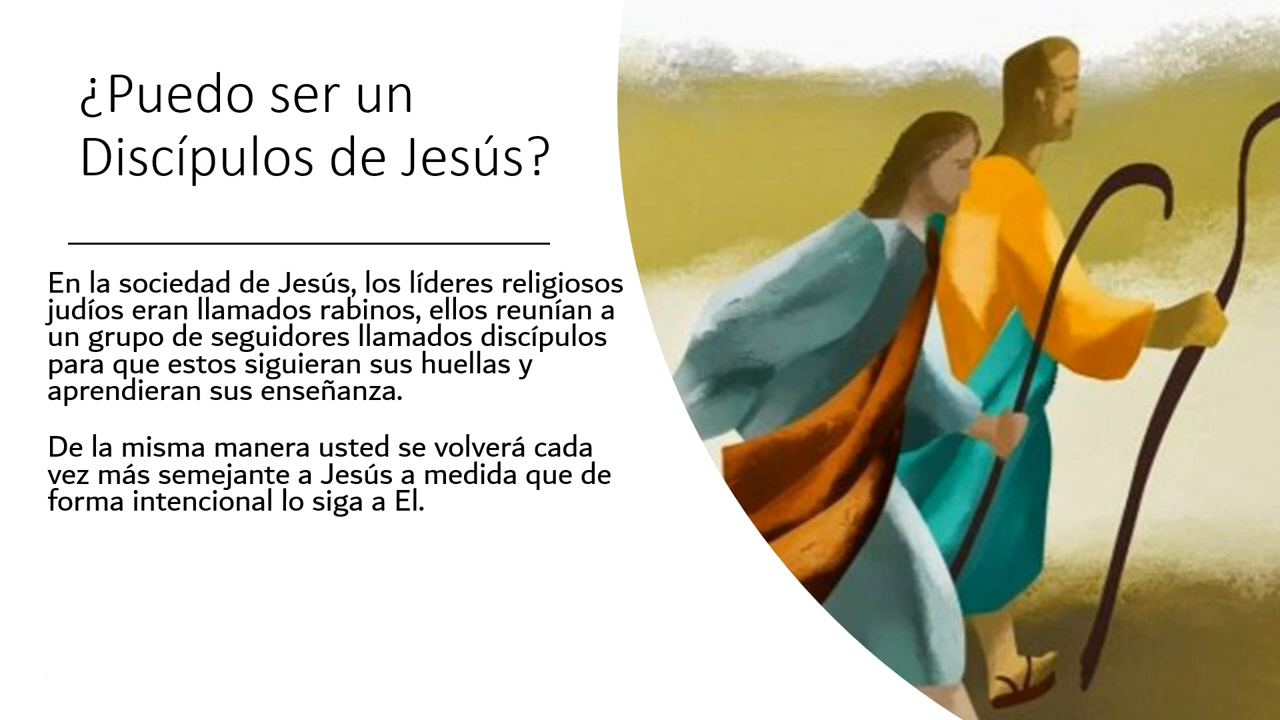 ¿Puedo ser un
Discípulos de Jesús?
En la sociedad de Jesús, los líderes religiosos
judíos eran llamados rabinos, ellos reunían a
un grupo de seguidores llamados discípulos
para que estos siguieran sus huellas y
aprendieran sus enseñanza.
De la misma manera usted se volverá cada
vez más semejante a Jesús a medida que de
forma intencional lo siga a El.